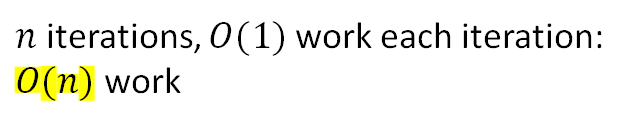 n iterations, O(1) work each iteration:
O(n) work